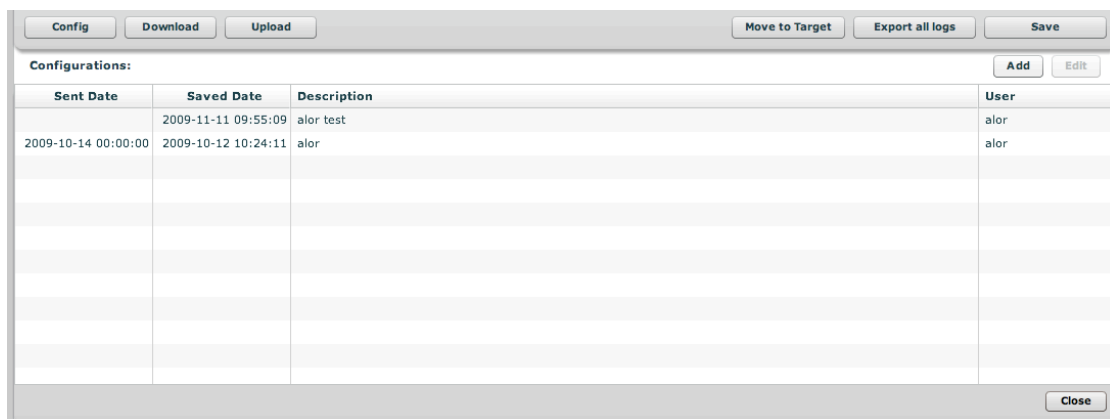 Config Download Upload Move to Target Export all logs Save
Configurations: Add Edit
Sent Date Saved Date Description User
2009-11-11 09:55:09 alor test alor
2009-10-14 00:00:00 2009-10-12 10:24:11 alor alor
Close